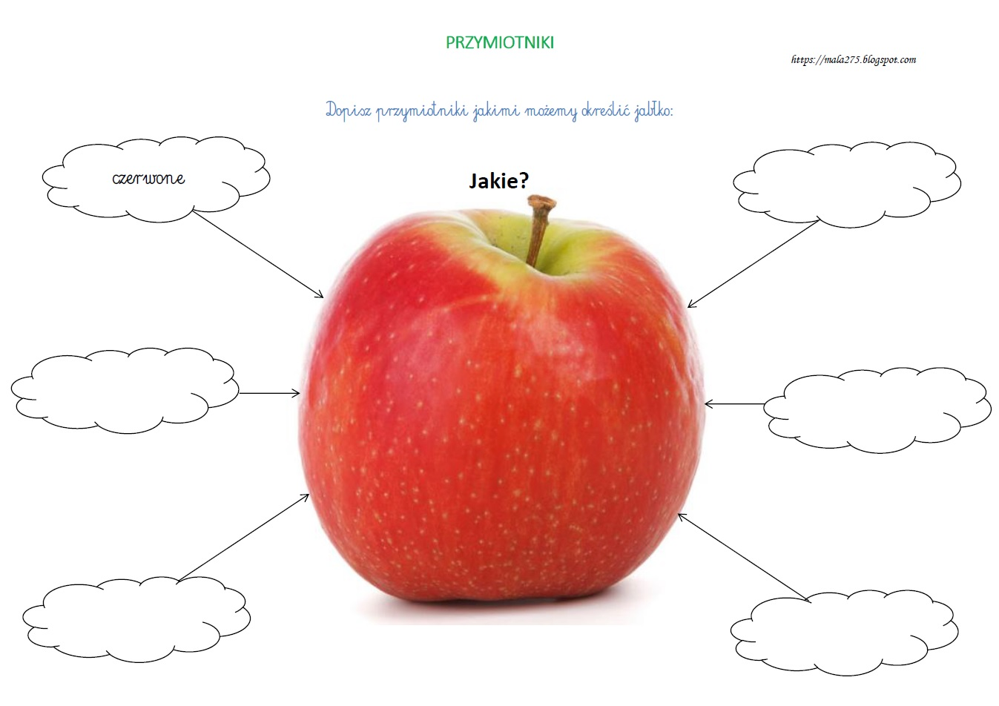 PRZYMIOTNIKI
https://mala275.blogspot.com
Dopisz przymiotniki jakimi możemy określić jabłko:
czerwone
Jakie?